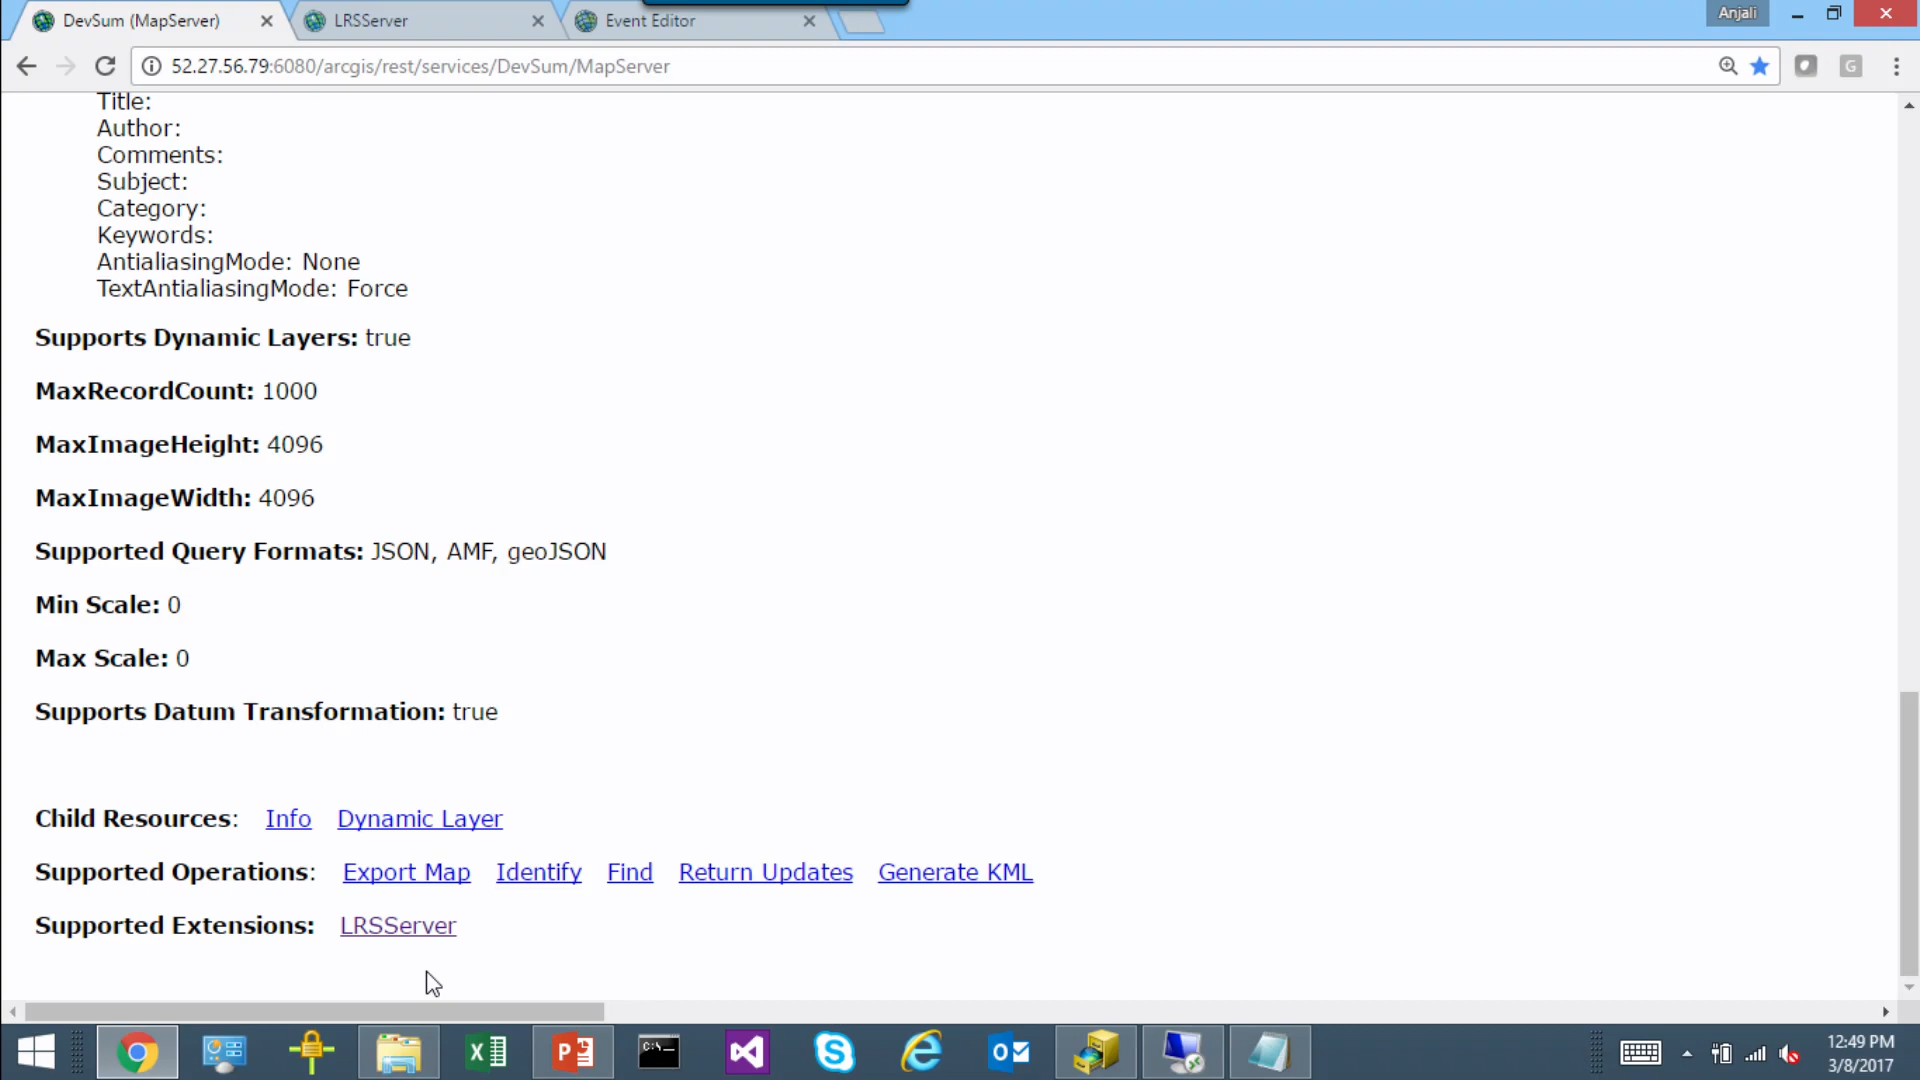 DevSum (MapServer) LRSServer Event Editor Anjali
52.27.56.79:6080/arcgis/rest/services/DevSum/MapServer G
Title:
Author:
Comments:
Subject:
Category:
Keywords:
AntialiasingMode: None
TextAntialiasingMode: Force
Supports Dynamic Layers: true
MaxRecordCount: 1000
MaxImageHeight: 4096
MaxImageWidth: 4096
Supported Query Formats: JSON, AMF, geoJSON
Min Scale: 0
Max Scale: 0
Supports Datum Transformation: true
Child Resources: Info Dynamic Layer
Supported Operations: Export Map Identify Find Return Updates Generate KML
Supported Extensions: LRSServer
12:49 PM
3/8/2017